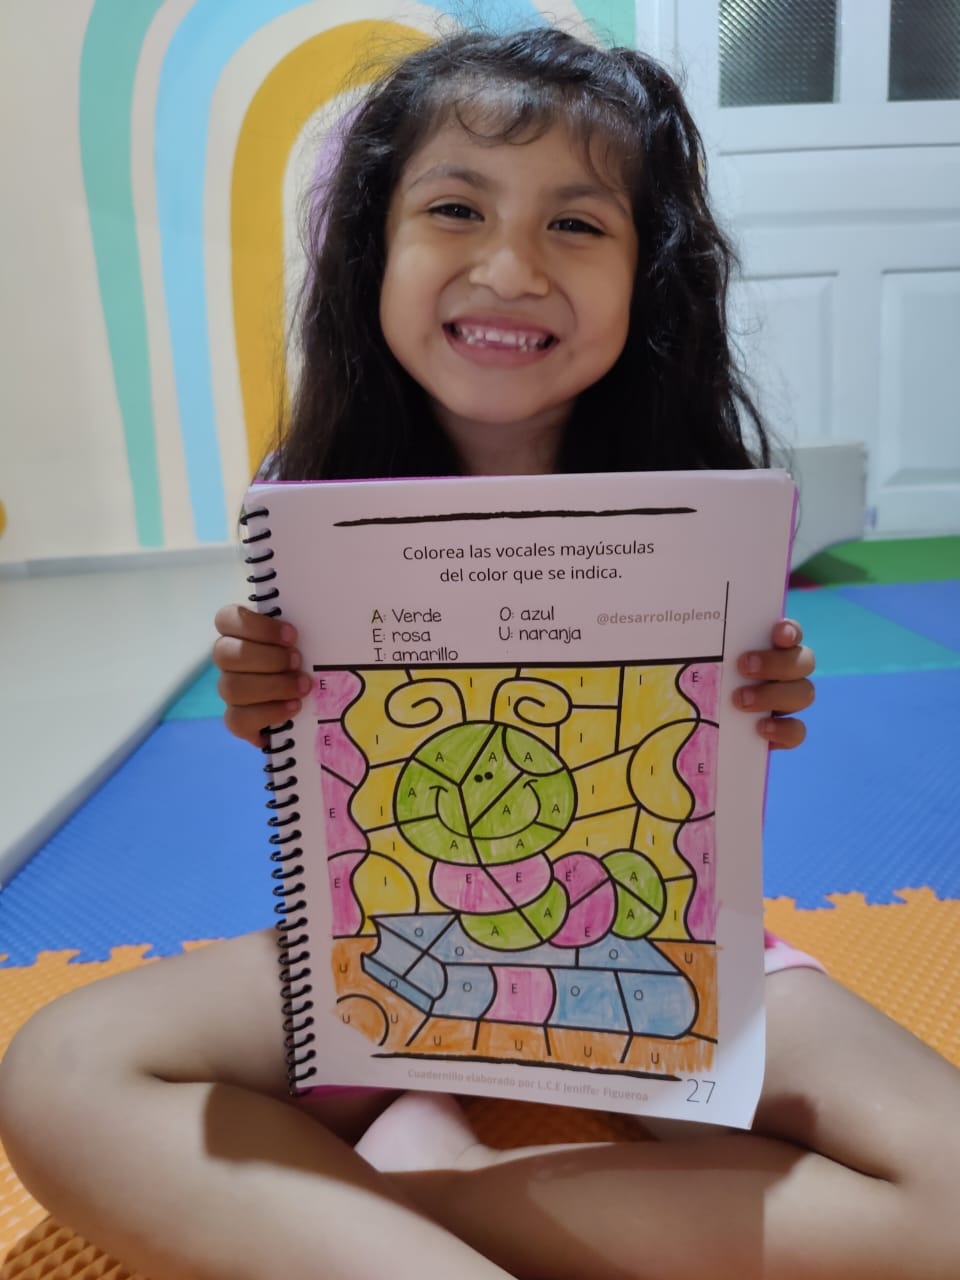 Colorea las vocales mayúsculas
del color que se indica.
A: Verde O: azul @desarrollopleno
E: rosa U: naranja
I: amarillo
E I I I E
I
E I I I E
A A A
A I
E I A A
I I I
A A
E E E A E
E I
A A A I
O E
O O U
U
O O E O O
U U
U U U U
Cuadernillo elaborado por L.C.E Jeniffer Figueroa
27